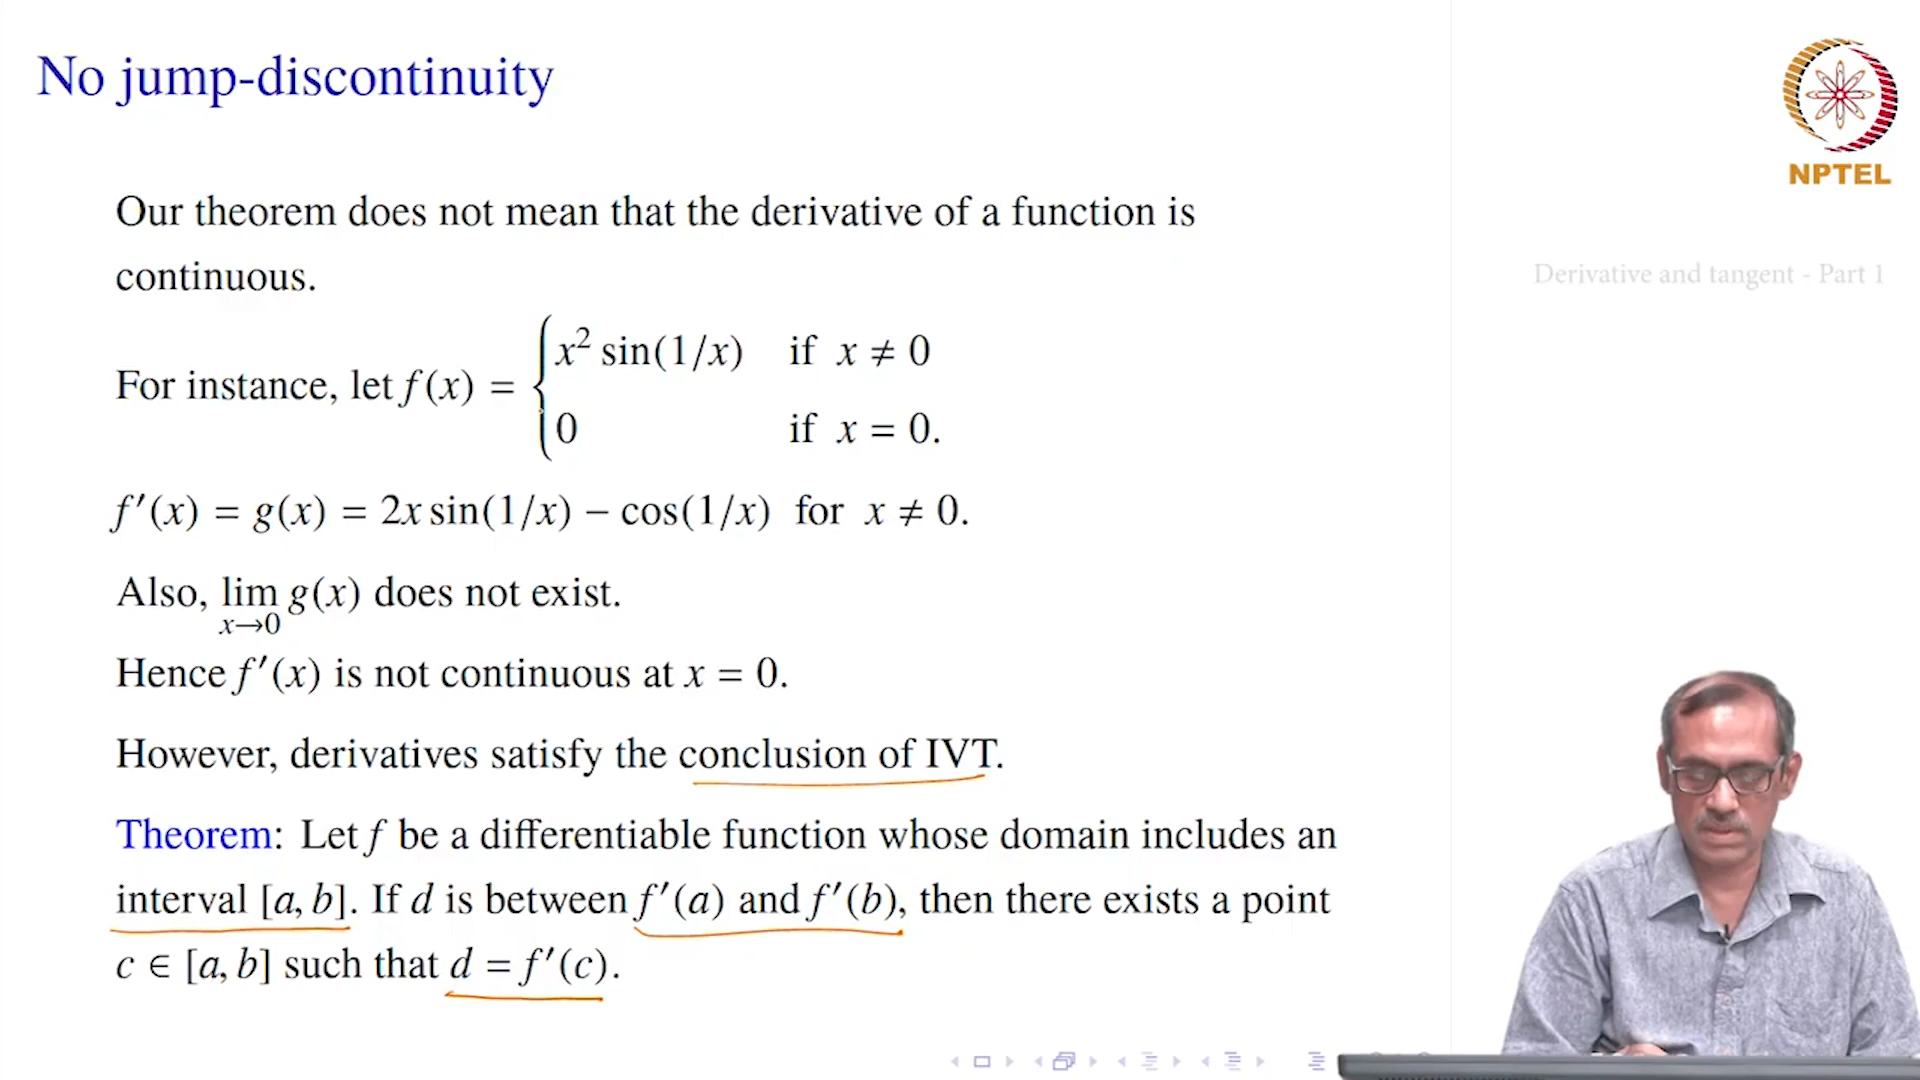 No jump-discontinuity
NPTEL
Our theorem does not mean that the derivative of a function is
continuous.
Derivative and tangent - Part 1
For instance, let f(x) = { x² sin(1/x) if x ≠ 0
0 if x = 0.
f′(x) = g(x) = 2x sin(1/x) − cos(1/x) for x ≠ 0.
Also, lim x→0 g(x) does not exist.
Hence f′(x) is not continuous at x = 0.
However, derivatives satisfy the conclusion of IVT.
Theorem: Let f be a differentiable function whose domain includes an
interval [a, b]. If d is between f′(a) and f′(b), then there exists a point
c ∈ [a, b] such that d = f′(c).